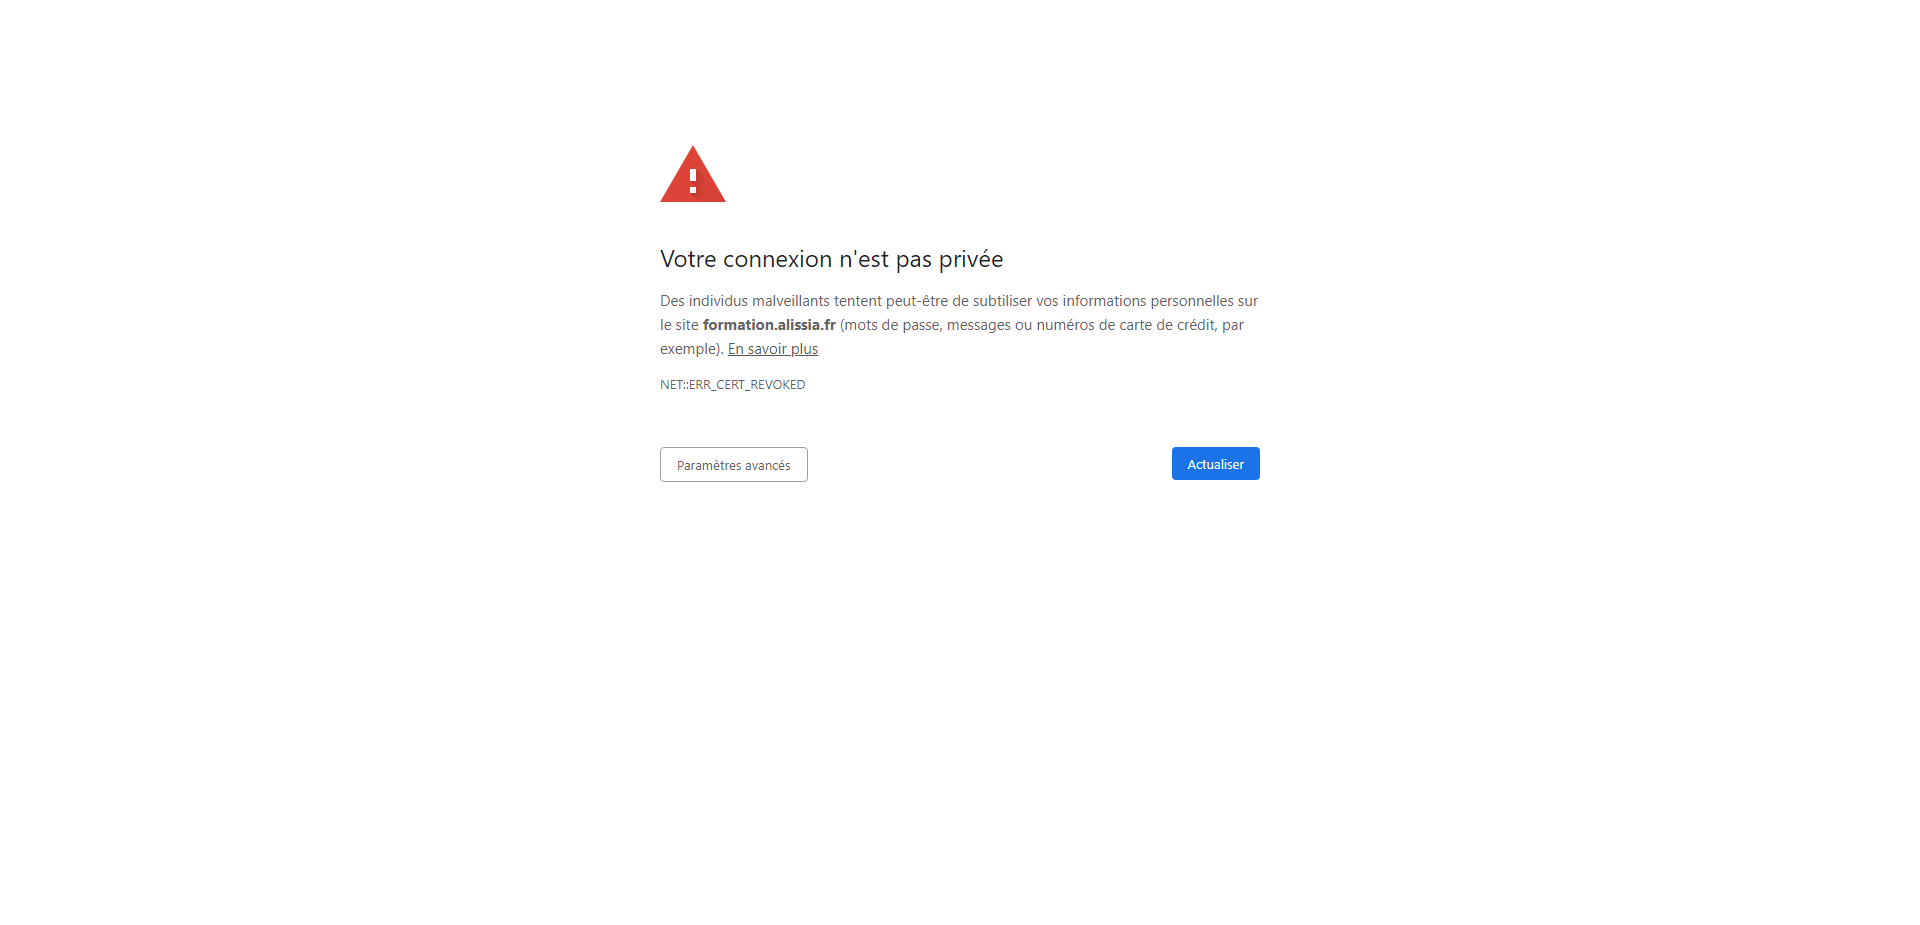 Votre connexion n'est pas privée
Des individus malveillants tentent peut-être de subtiliser vos informations personnelles sur
le site formation.alissia.fr (mots de passe, messages ou numéros de carte de crédit, par
exemple). En savoir plus
NET::ERR_CERT_REVOKED
Paramètres avancés
Actualiser